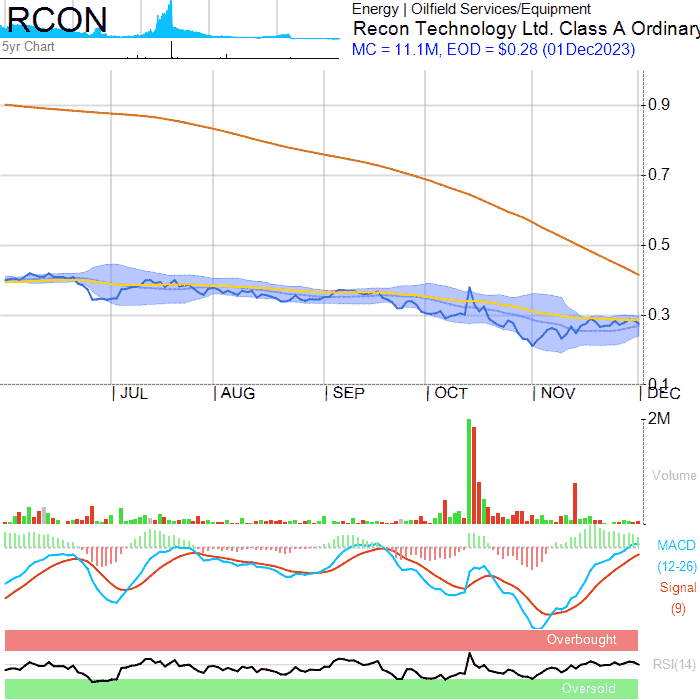 RCON
5yr Chart
Energy | Oilfield Services/Equipment
Recon Technology Ltd. Class A Ordinary
MC = 11.1M, EOD = $0.28 (01Dec2023)
0.9
0.7
0.5
0.3
0.1
JUL AUG SEP OCT NOV DEC
2M
Volume
MACD
(12-26)
Signal
(9)
Overbought
RSI(14)
Oversold